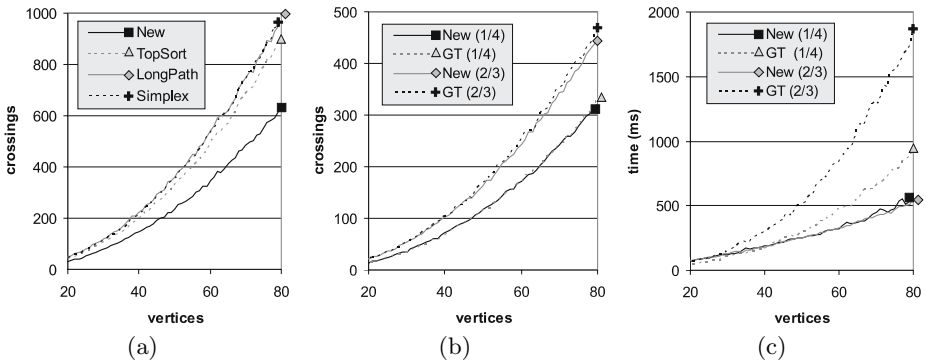 1000
800
600
400
200
0
20
40
60
80
crossings
vertices
New
TopSort
LongPath
Simplex
(a)
500
400
300
200
100
0
20
40
60
80
crossings
vertices
New (1/4)
GT (1/4)
New (2/3)
GT (2/3)
(b)
2000
1500
1000
500
0
20
40
60
80
time (ms)
vertices
New (1/4)
GT (1/4)
New (2/3)
GT (2/3)
(c)